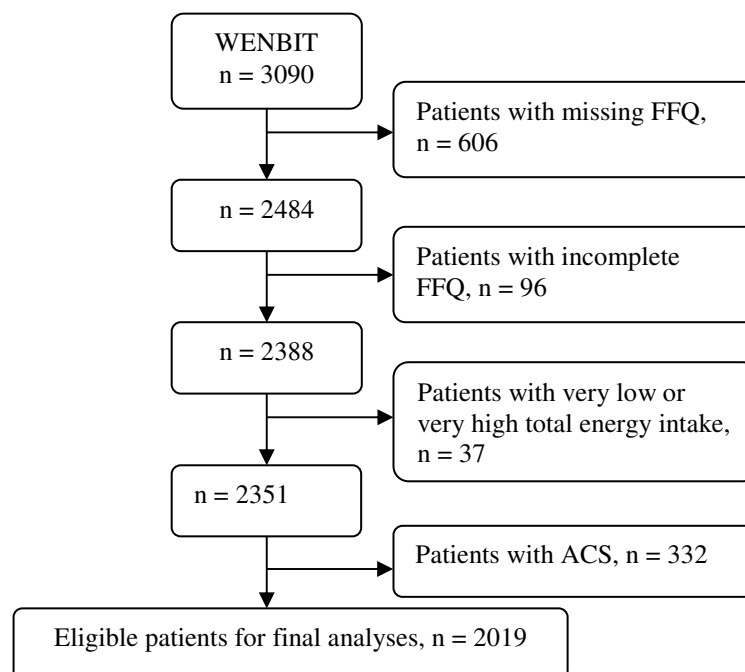 WENBIT
n = 3090
Patients with missing FFQ,
n = 606
n = 2484
Patients with incomplete
FFQ, n = 96
n = 2388
Patients with very low or
very high total energy intake,
n = 37
n = 2351
Patients with ACS, n = 332
Eligible patients for final analyses, n = 2019